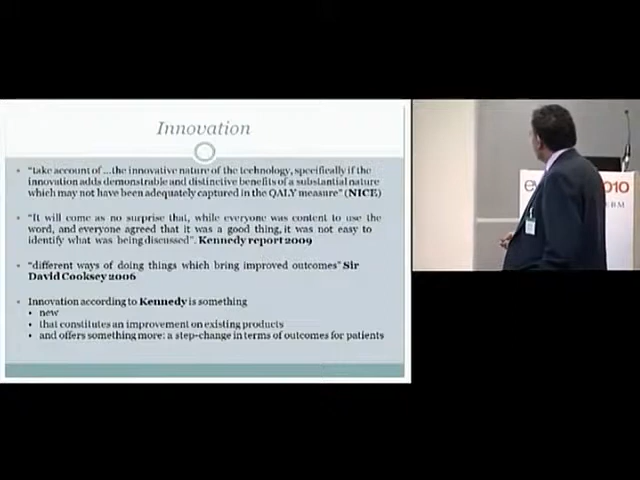 Innovation
• "take account of ...the innovative nature of the technology, specifically if the
innovation adds demonstrable and distinctive benefits of a substantial nature
which may not have been adequately captured in the QALY measure" (NICE)
• "It will come as no surprise that, while everyone was content to use the
word, and everyone agreed that it was a good thing, it was not easy to
identify what was being discussed". Kennedy report 2009
• "different ways of doing things which bring improved outcomes" Sir
David Cooksey 2006
• Innovation according to Kennedy is something
• new
• that constitutes an improvement on existing products
• and offers something more: a step-change in terms of outcomes for patients
2010
EBM